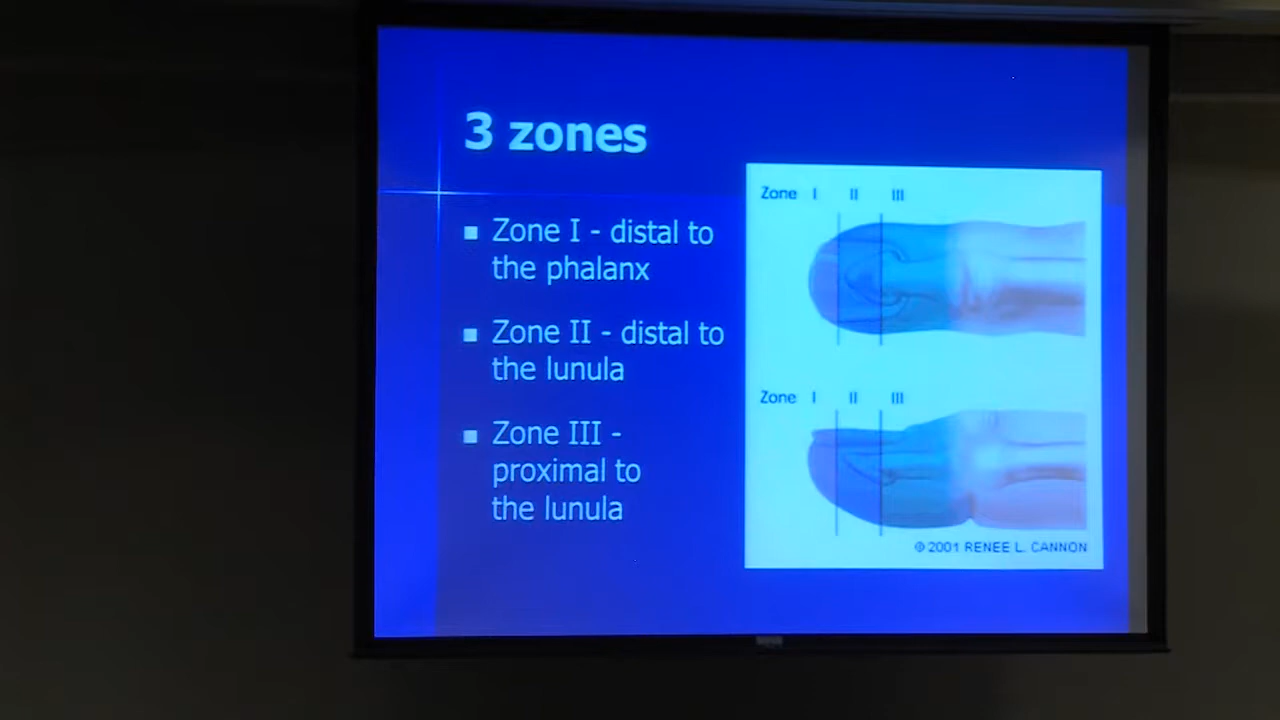 3 zones
Zone I - distal to
the phalanx
Zone II - distal to
the lunula
Zone III -
proximal to
the lunula
Zone I II III
Zone I II III
© 2001 RENEE L. CANNON